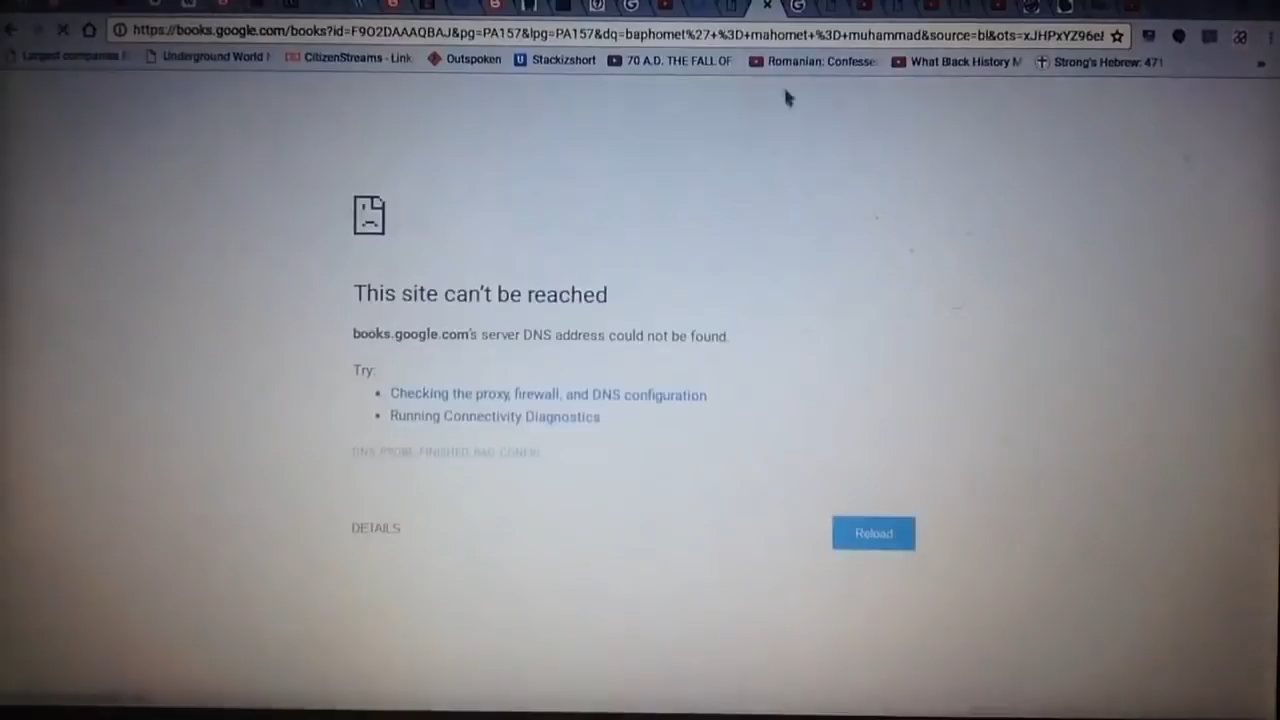 https://books.google.com/books?id=F9O2DAAAQBAJ&pg=PA157&lpg=PA157&dq=baphomet%27+%3D+mahomet+%3D+muhammad&source=bl&ots=xJHPxYZ96el
Largest companies Underground World CitizenStreams - Link Outspoken Stackizshort 70 A.D. THE FALL OF Romanian: Confesse What Black History M Strong's Hebrew: 471 »
This site can't be reached
books.google.com's server DNS address could not be found.
Try:
• Checking the proxy, firewall, and DNS configuration
• Running Connectivity Diagnostics
DNS_PROBE_FINISHED_BAD_CONFIG
DETAILS
Reload